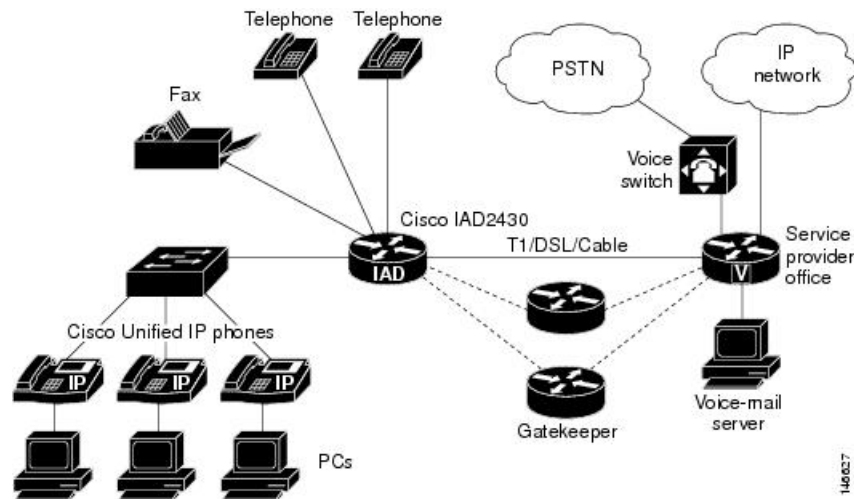 Telephone
Telephone
Fax
PSTN
IP
network
Voice
switch
Cisco IAD2430
IAD
T1/DSL/Cable
V
Service
provider
office
Cisco Unified IP phones
IP
IP
IP
Gatekeeper
Voice-mail
server
PCs
146627